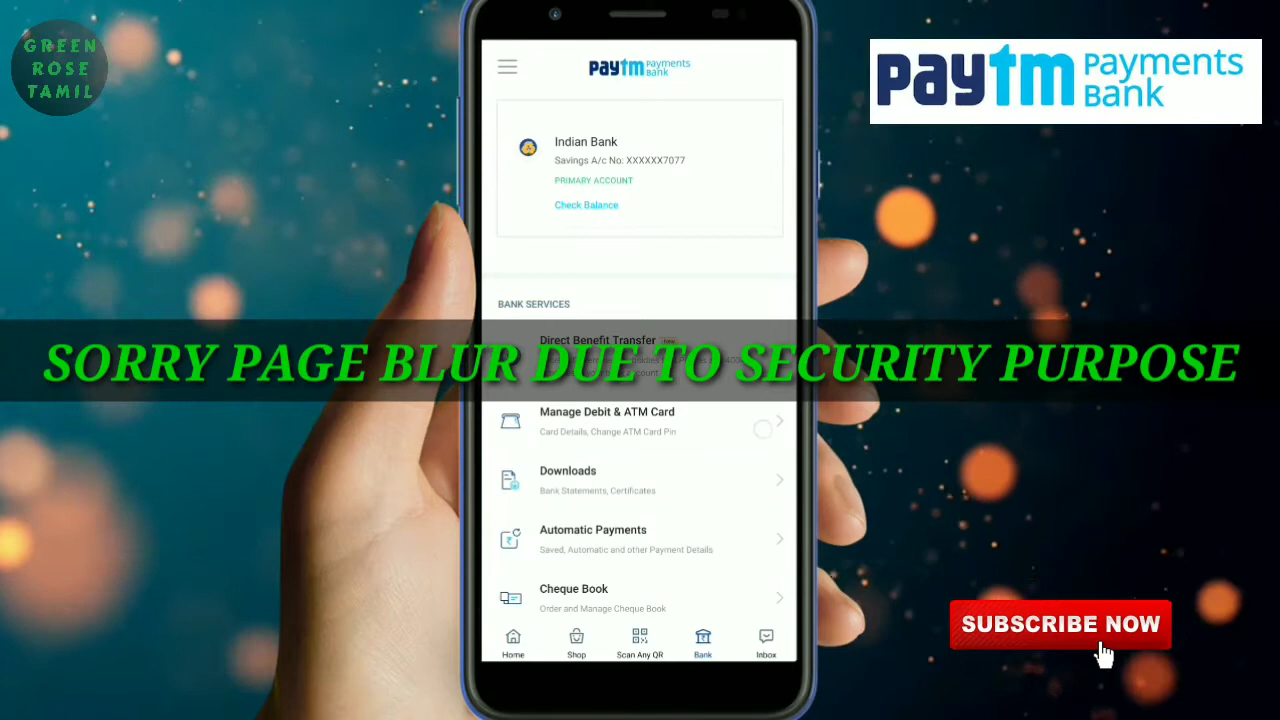 GREEN
ROSE
TAMIL
paytm Payments Bank
paytm Payments Bank
Indian Bank
Savings A/c No: XXXXXX7077
PRIMARY ACCOUNT
Check Balance
BANK SERVICES
Direct Benefit Transfer
SORRY PAGE BLUR DUE TO SECURITY PURPOSE
Manage Debit & ATM Card
Card Details, Change ATM Card Pin
Downloads
Bank Statements, Certificates
Automatic Payments
Saved, Automatic and other Payment Details
Cheque Book
Order and Manage Cheque Book
SUBSCRIBE NOW
Home Shop Scan Any QR Bank Inbox